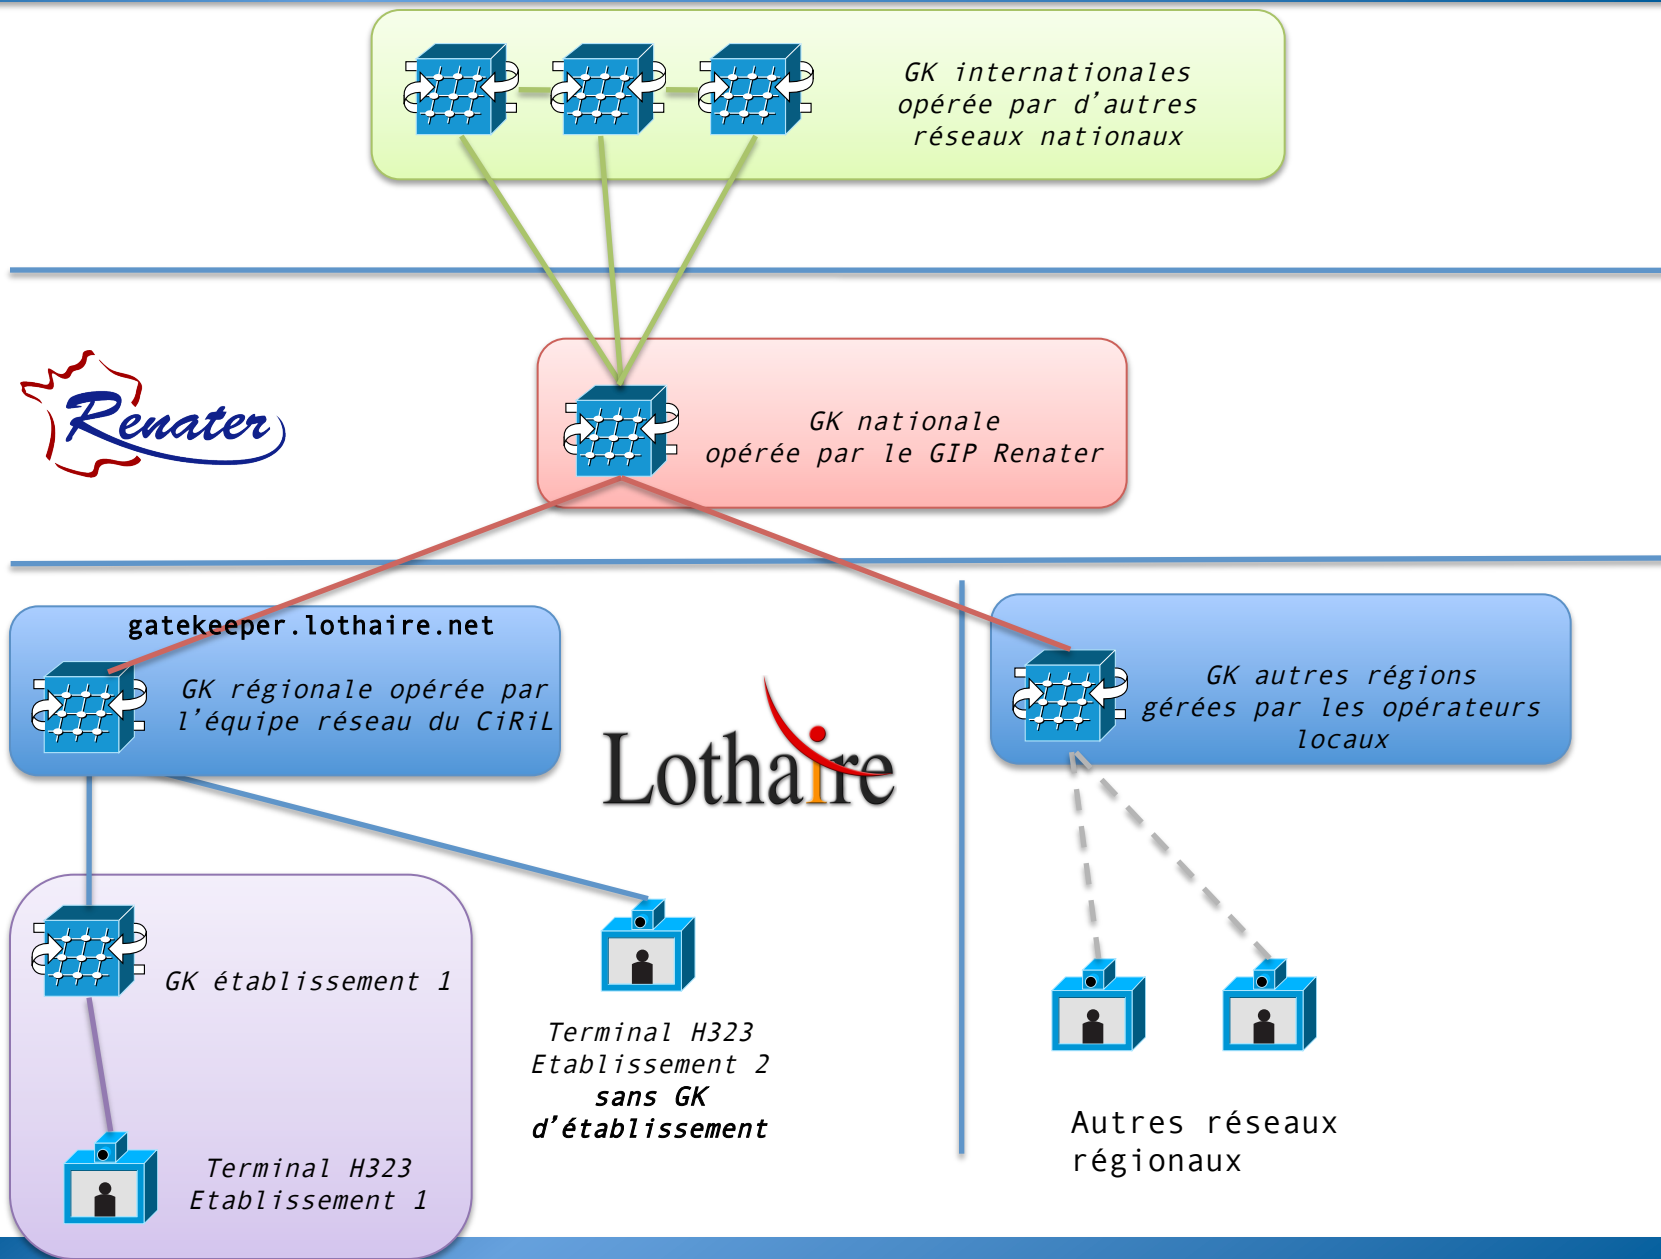 GK internationales
opérée par d'autres
réseaux nationaux
Renater
GK nationale
opérée par le GIP Renater
gatekeeper.lothaire.net
GK régionale opérée par
l'équipe réseau du CiRiL
Lothaire
GK autres régions
gérées par les opérateurs
locaux
GK établissement 1
Terminal H323
Etablissement 2
sans GK
d'établissement
Terminal H323
Etablissement 1
Autres réseaux
régionaux